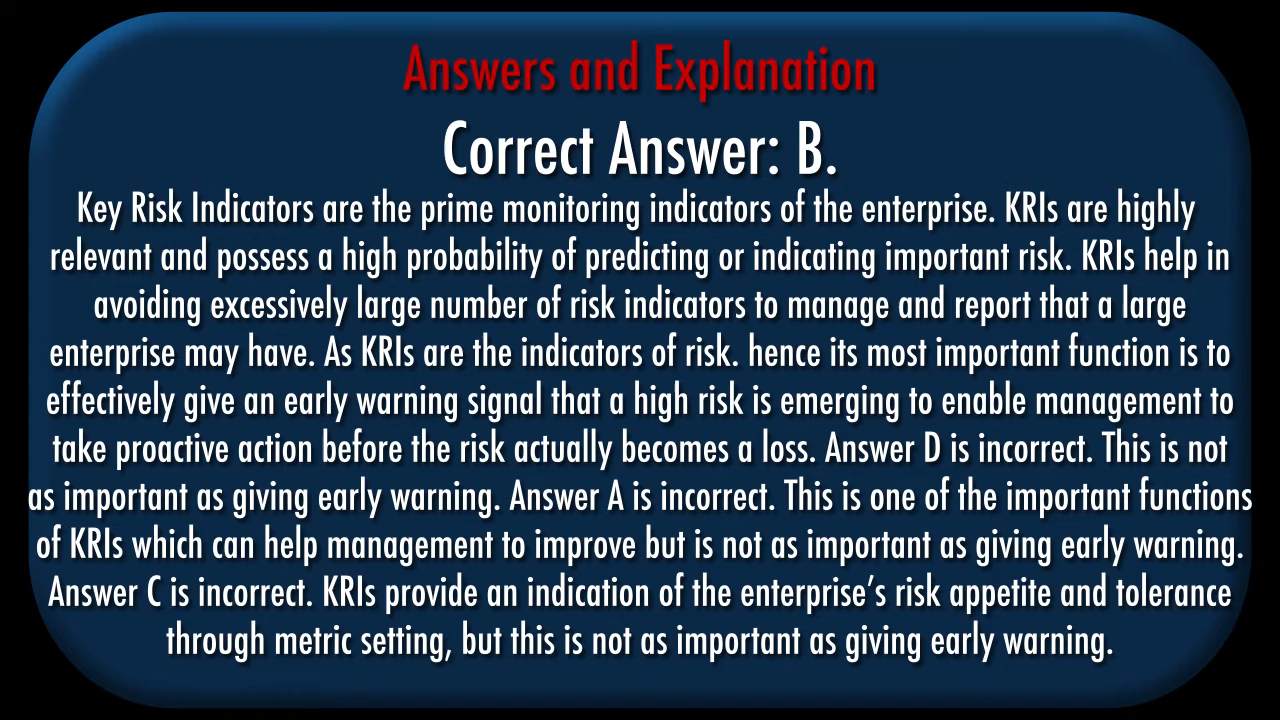 Answers and Explanation
Correct Answer: B.
Key Risk Indicators are the prime monitoring indicators of the enterprise. KRIs are highly
relevant and possess a high probability of predicting or indicating important risk. KRIs help in
avoiding excessively large number of risk indicators to manage and report that a large
enterprise may have. As KRIs are the indicators of risk. hence its most important function is to
effectively give an early warning signal that a high risk is emerging to enable management to
take proactive action before the risk actually becomes a loss. Answer D is incorrect. This is not
as important as giving early warning. Answer A is incorrect. This is one of the important functions
of KRIs which can help management to improve but is not as important as giving early warning.
Answer C is incorrect. KRIs provide an indication of the enterprise’s risk appetite and tolerance
through metric setting, but this is not as important as giving early warning.